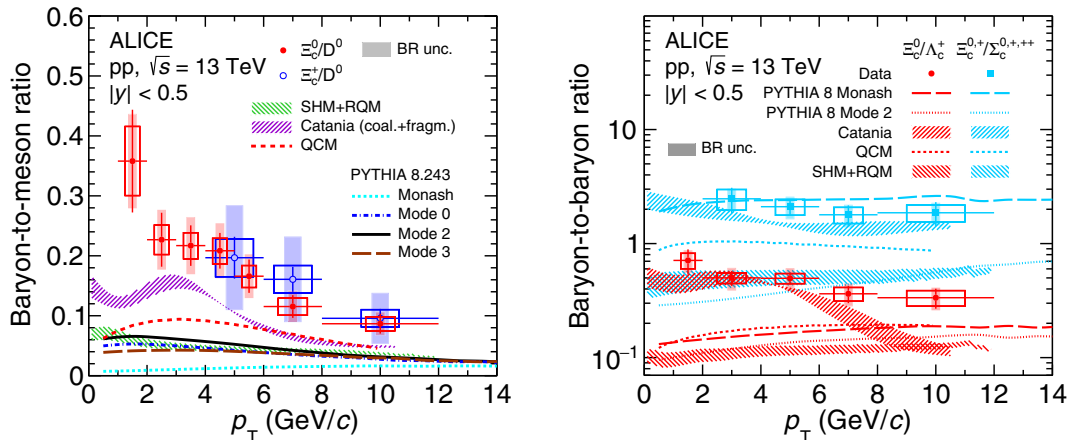 ALICE
pp, √s = 13 TeV
|y| < 0.5
Ξc0/D0
Ξc+/D0
BR unc.
SHM+RQM
Catania (coal.+fragm.)
QCM
PYTHIA 8.243
Monash
Mode 0
Mode 2
Mode 3
Baryon-to-meson ratio
0.6
0.5
0.4
0.3
0.2
0.1
0
0 2 4 6 8 10 12 14
pT (GeV/c)
ALICE
pp, √s = 13 TeV
|y| < 0.5
Ξc0/Λc+ Ξc0,+/Σc0,+,++
Data
PYTHIA 8 Monash
PYTHIA 8 Mode 2
Catania
QCM
SHM+RQM
BR unc.
Baryon-to-baryon ratio
10
1
10−1
0 2 4 6 8 10 12 14
pT (GeV/c)